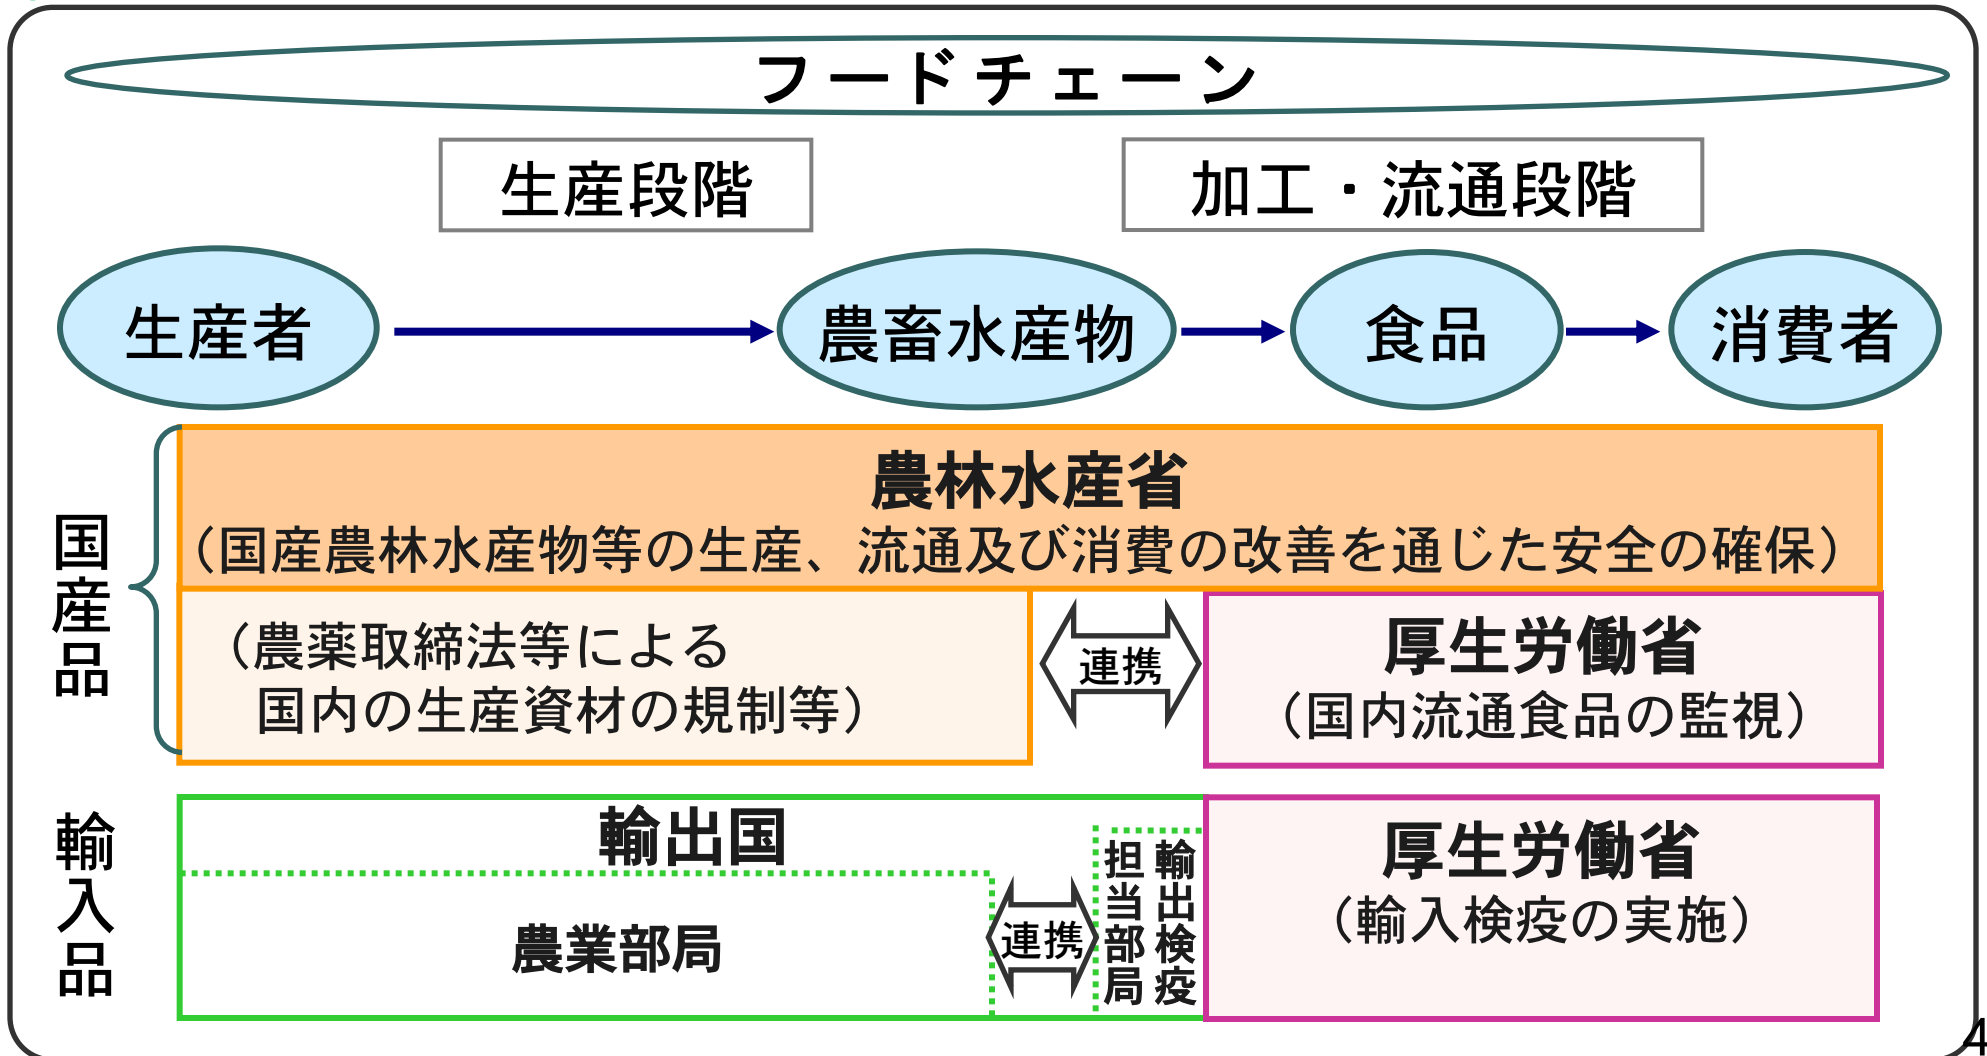 フードチェーン
生産段階
加工・流通段階
生産者
農畜水産物
食品
消費者
国産品
農林水産省
（国産農林水産物等の生産、流通及び消費の改善を通じた安全の確保）
（農薬取締法等による
国内の生産資材の規制等）
連携
厚生労働省
（国内流通食品の監視）
輸入品
輸出国
農業部局
連携
輸出検疫
担当部局
厚生労働省
（輸入検疫の実施）
4